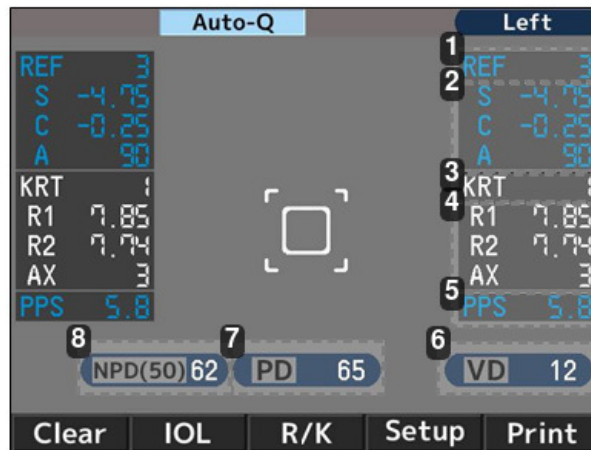 Auto-Q Left
1
REF 3 REF 3
2
S -4.75 S -4.75
C -0.25 C -0.25
A 90 A 90
3
KRT 1 KRT 1
4
R1 7.85 R1 7.85
R2 7.74 R2 7.74
AX 3 AX 3
5
PPS 5.8 PPS 5.8
8 7 6
NPD(50) 62 PD 65 VD 12
Clear IOL R/K Setup Print